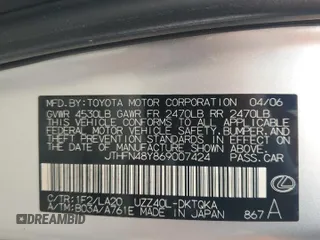 MFD.BY: TOYOTA MOTOR CORPORATION 04/06
GVWR 4530LB GAWR FR 2470LB RR 2470LB
THIS VEHICLE CONFORMS TO ALL APPLICABLE
FEDERAL MOTOR VEHICLE SAFETY, BUMPER, AND
THEFT PREVENTION STANDARDS IN EFFECT ON
THE DATE OF MANUFACTURE SHOWN ABOVE.
JTHFN48Y869007424 PASS.CAR
C/TR: 1F2/LA20 UZZ40L-DKTQKA
A/TM: B03A/A761E MADE IN JAPAN 867 A
BIDFAX.INFO